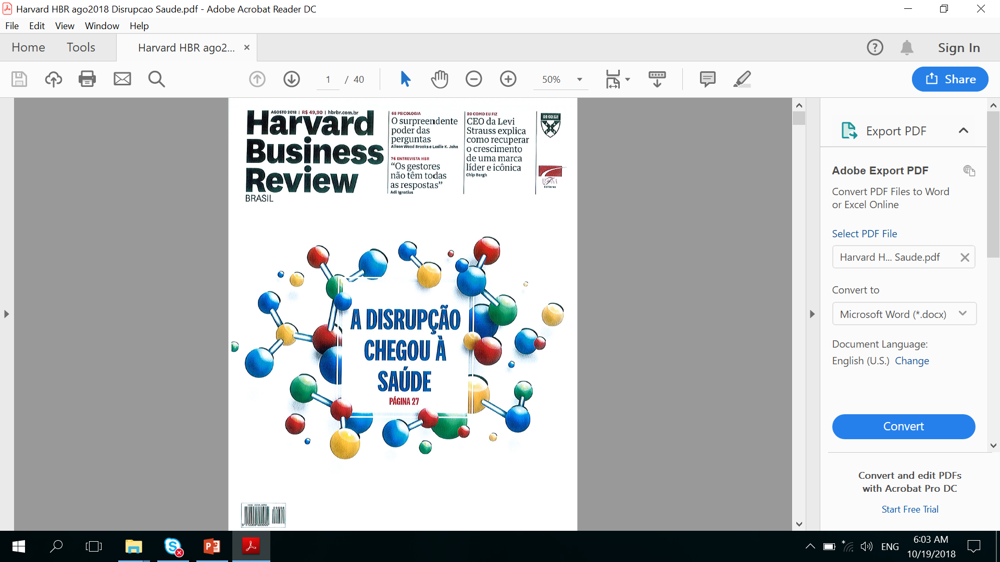 Harvard HBR ago2018 Disrupcao Saude.pdf - Adobe Acrobat Reader DC
File Edit View Window Help
Home Tools Harvard HBR ago2... × Sign In
1 / 40 50% Share
AGOSTO 2018 | R$ 49,90 | hbrbr.com.br
Harvard
Business
Review
BRASIL
68 PSICOLOGIA
O surpreendente
poder das
perguntas
Alison Wood Brooks e Leslie K. John
76 ENTREVISTA HBR
“Os gestores
não têm todas
as respostas”
Adi Ignatius
20 COMO EU FIZ
CEO da Levi
Strauss explica
como recuperar
o crescimento
de uma marca
líder e icônica
Chip Bergh
Editores
A DISRUPÇÃO
CHEGOU À
SAÚDE
PÁGINA 27
Export PDF
Adobe Export PDF
Convert PDF Files to Word
or Excel Online
Select PDF File
Harvard H... Saude.pdf
Convert to
Microsoft Word (*.docx)
Document Language:
English (U.S.) Change
Convert
Convert and edit PDFs
with Acrobat Pro DC
Start Free Trial
ENG
6:03 AM
10/19/2018